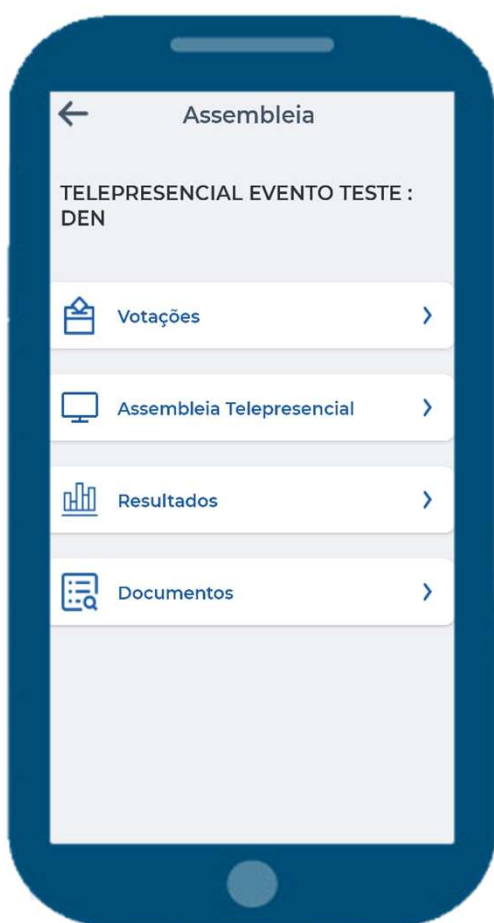 Assembleia
TELEPRESENCIAL EVENTO TESTE :
DEN
Votações
Assembleia Telepresencial
Resultados
Documentos